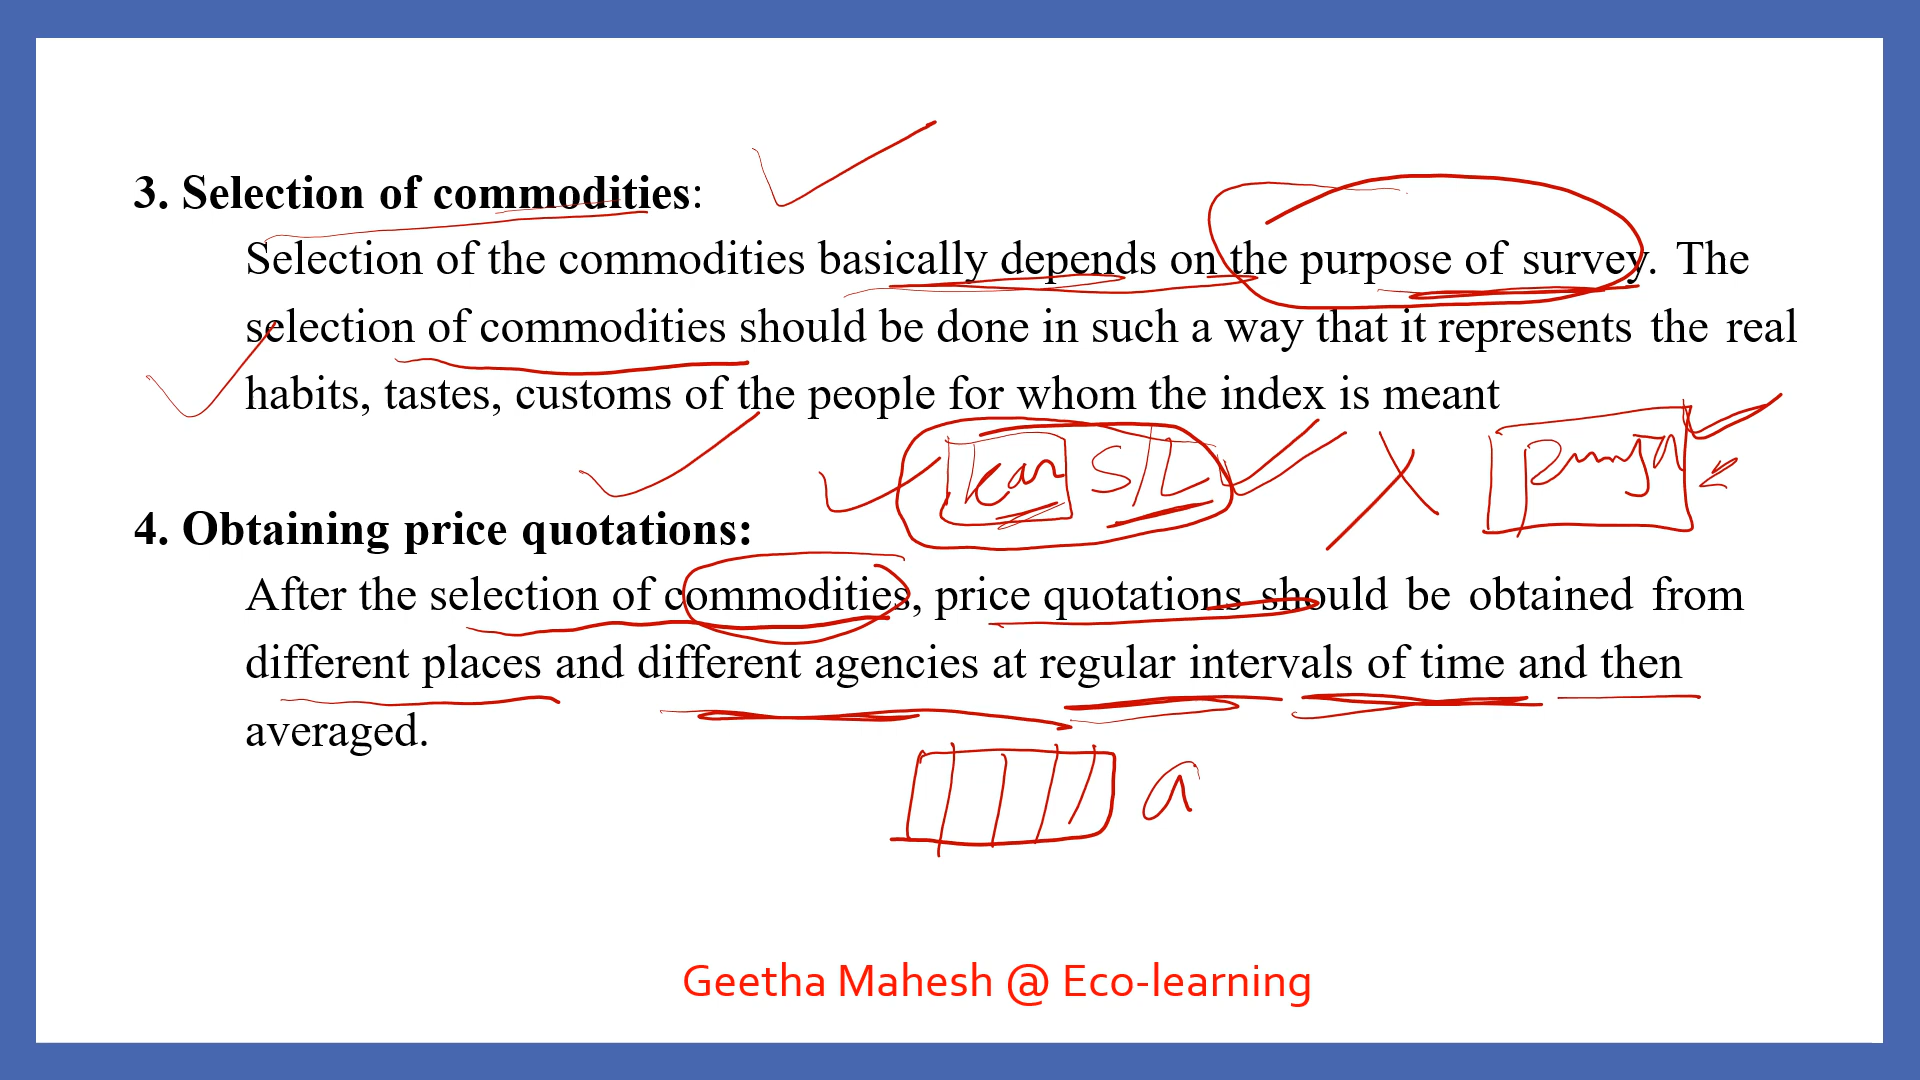 3. Selection of commodities:
Selection of the commodities basically depends on the purpose of survey. The
selection of commodities should be done in such a way that it represents the real
habits, tastes, customs of the people for whom the index is meant
S/L
4. Obtaining price quotations:
After the selection of commodities, price quotations should be obtained from
different places and different agencies at regular intervals of time and then
averaged.
a
Geetha Mahesh @ Eco-learning